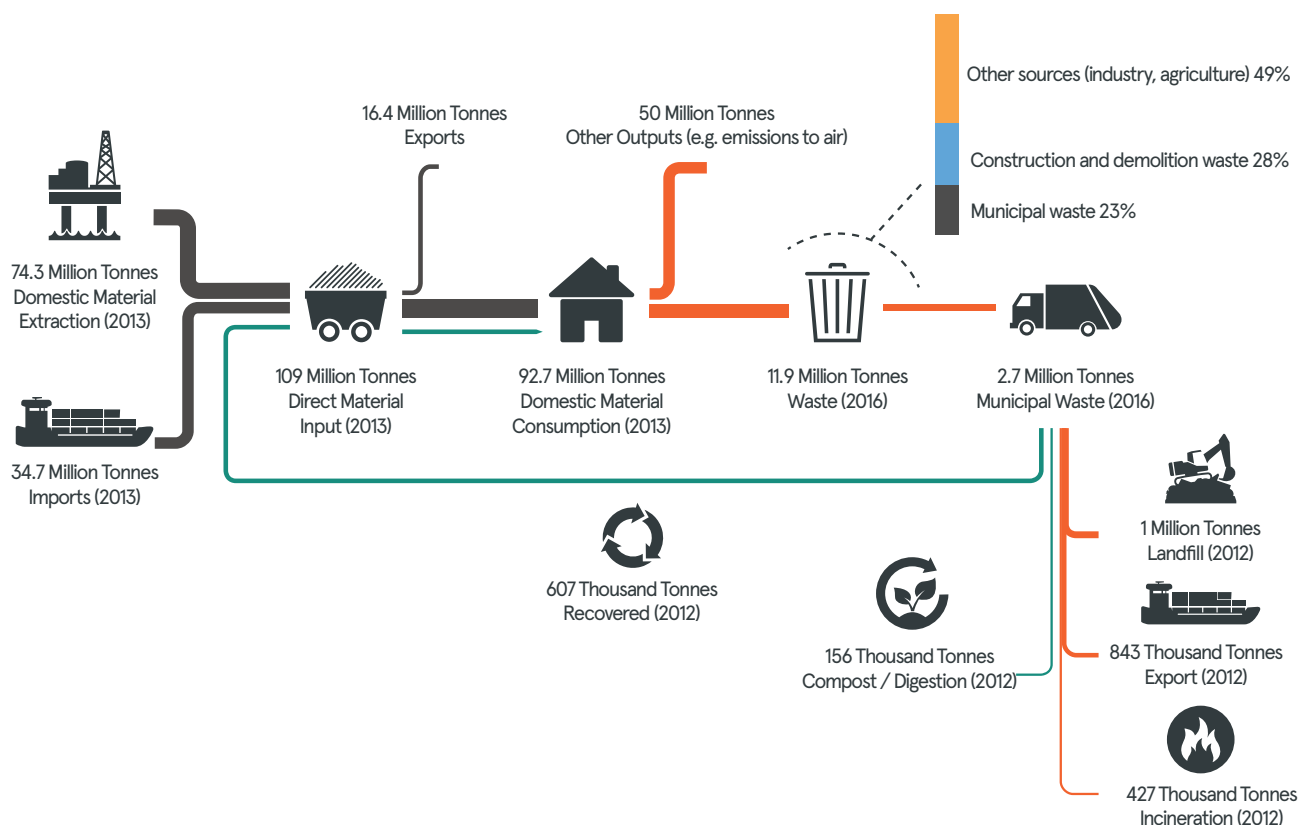 Other sources (industry, agriculture) 49%
Construction and demolition waste 28%
Municipal waste 23%
16.4 Million Tonnes
Exports
50 Million Tonnes
Other Outputs (e.g. emissions to air)
74.3 Million Tonnes
Domestic Material
Extraction (2013)
34.7 Million Tonnes
Imports (2013)
109 Million Tonnes
Direct Material
Input (2013)
92.7 Million Tonnes
Domestic Material
Consumption (2013)
11.9 Million Tonnes
Waste (2016)
2.7 Million Tonnes
Municipal Waste (2016)
607 Thousand Tonnes
Recovered (2012)
156 Thousand Tonnes
Compost / Digestion (2012)
1 Million Tonnes
Landfill (2012)
843 Thousand Tonnes
Export (2012)
427 Thousand Tonnes
Incineration (2012)